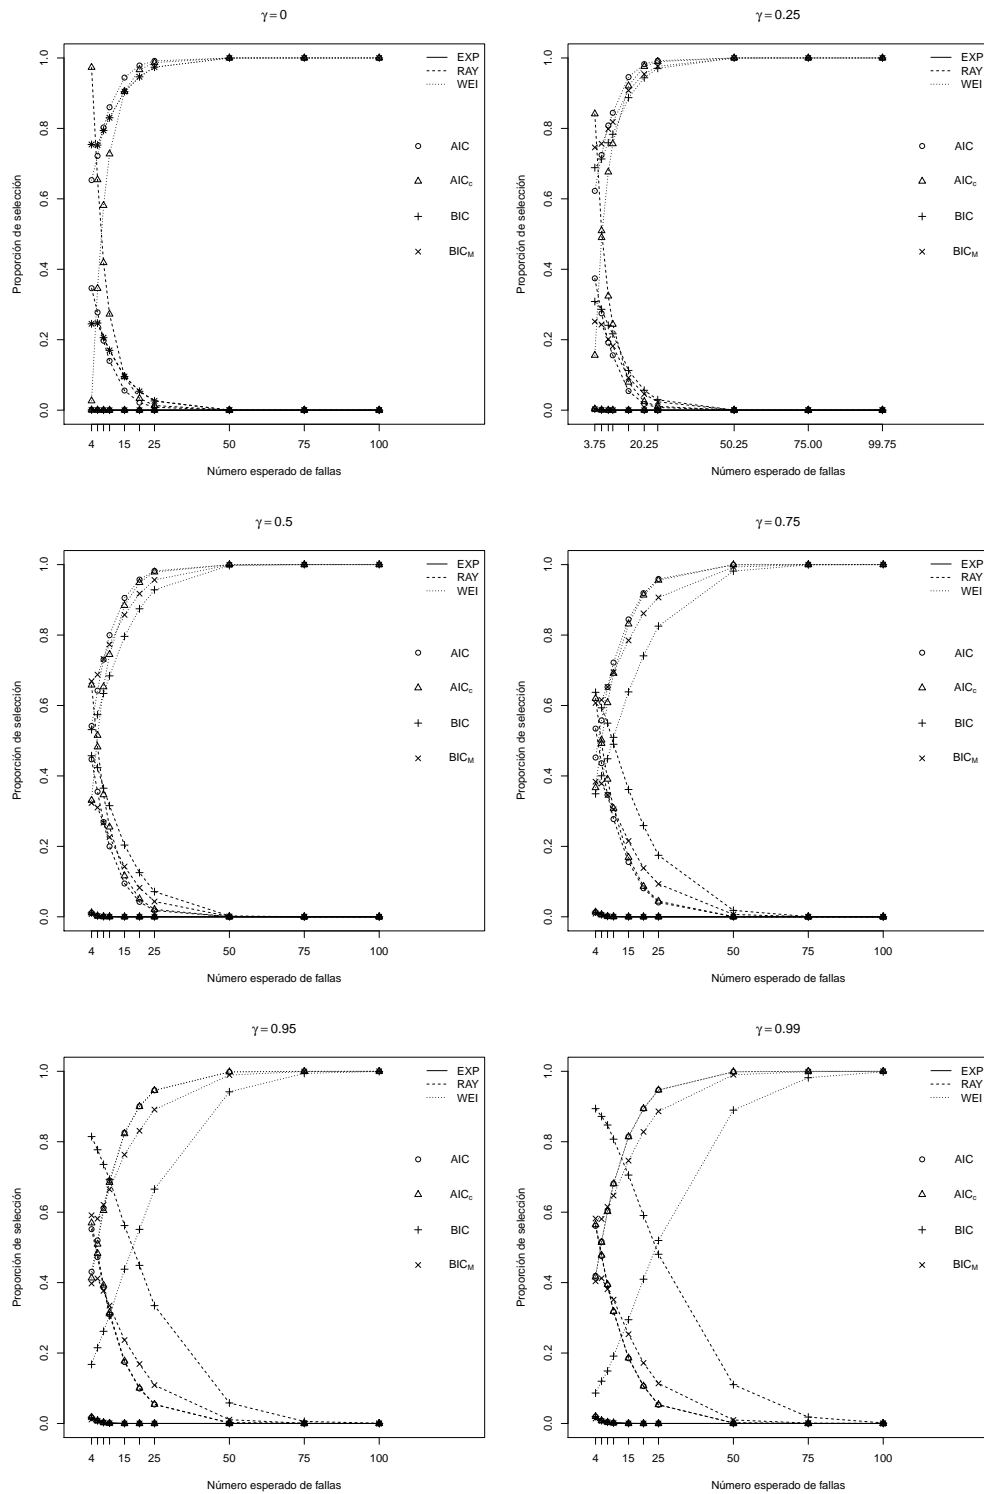 γ = 0
Proporción de selección
0.0 0.2 0.4 0.6 0.8 1.0
EXP
RAY
WEI
AIC
AICc
BIC
BICM
4 15 25 50 75 100
Número esperado de fallas
γ = 0.25
Proporción de selección
0.0 0.2 0.4 0.6 0.8 1.0
EXP
RAY
WEI
AIC
AICc
BIC
BICM
3.75 20.25 50.25 75.00 99.75
Número esperado de fallas
γ = 0.5
Proporción de selección
0.0 0.2 0.4 0.6 0.8 1.0
EXP
RAY
WEI
AIC
AICc
BIC
BICM
4 15 25 50 75 100
Número esperado de fallas
γ = 0.75
Proporción de selección
0.0 0.2 0.4 0.6 0.8 1.0
EXP
RAY
WEI
AIC
AICc
BIC
BICM
4 15 25 50 75 100
Número esperado de fallas
γ = 0.95
Proporción de selección
0.0 0.2 0.4 0.6 0.8 1.0
EXP
RAY
WEI
AIC
AICc
BIC
BICM
4 15 25 50 75 100
Número esperado de fallas
γ = 0.99
Proporción de selección
0.0 0.2 0.4 0.6 0.8 1.0
EXP
RAY
WEI
AIC
AICc
BIC
BICM
4 15 25 50 75 100
Número esperado de fallas